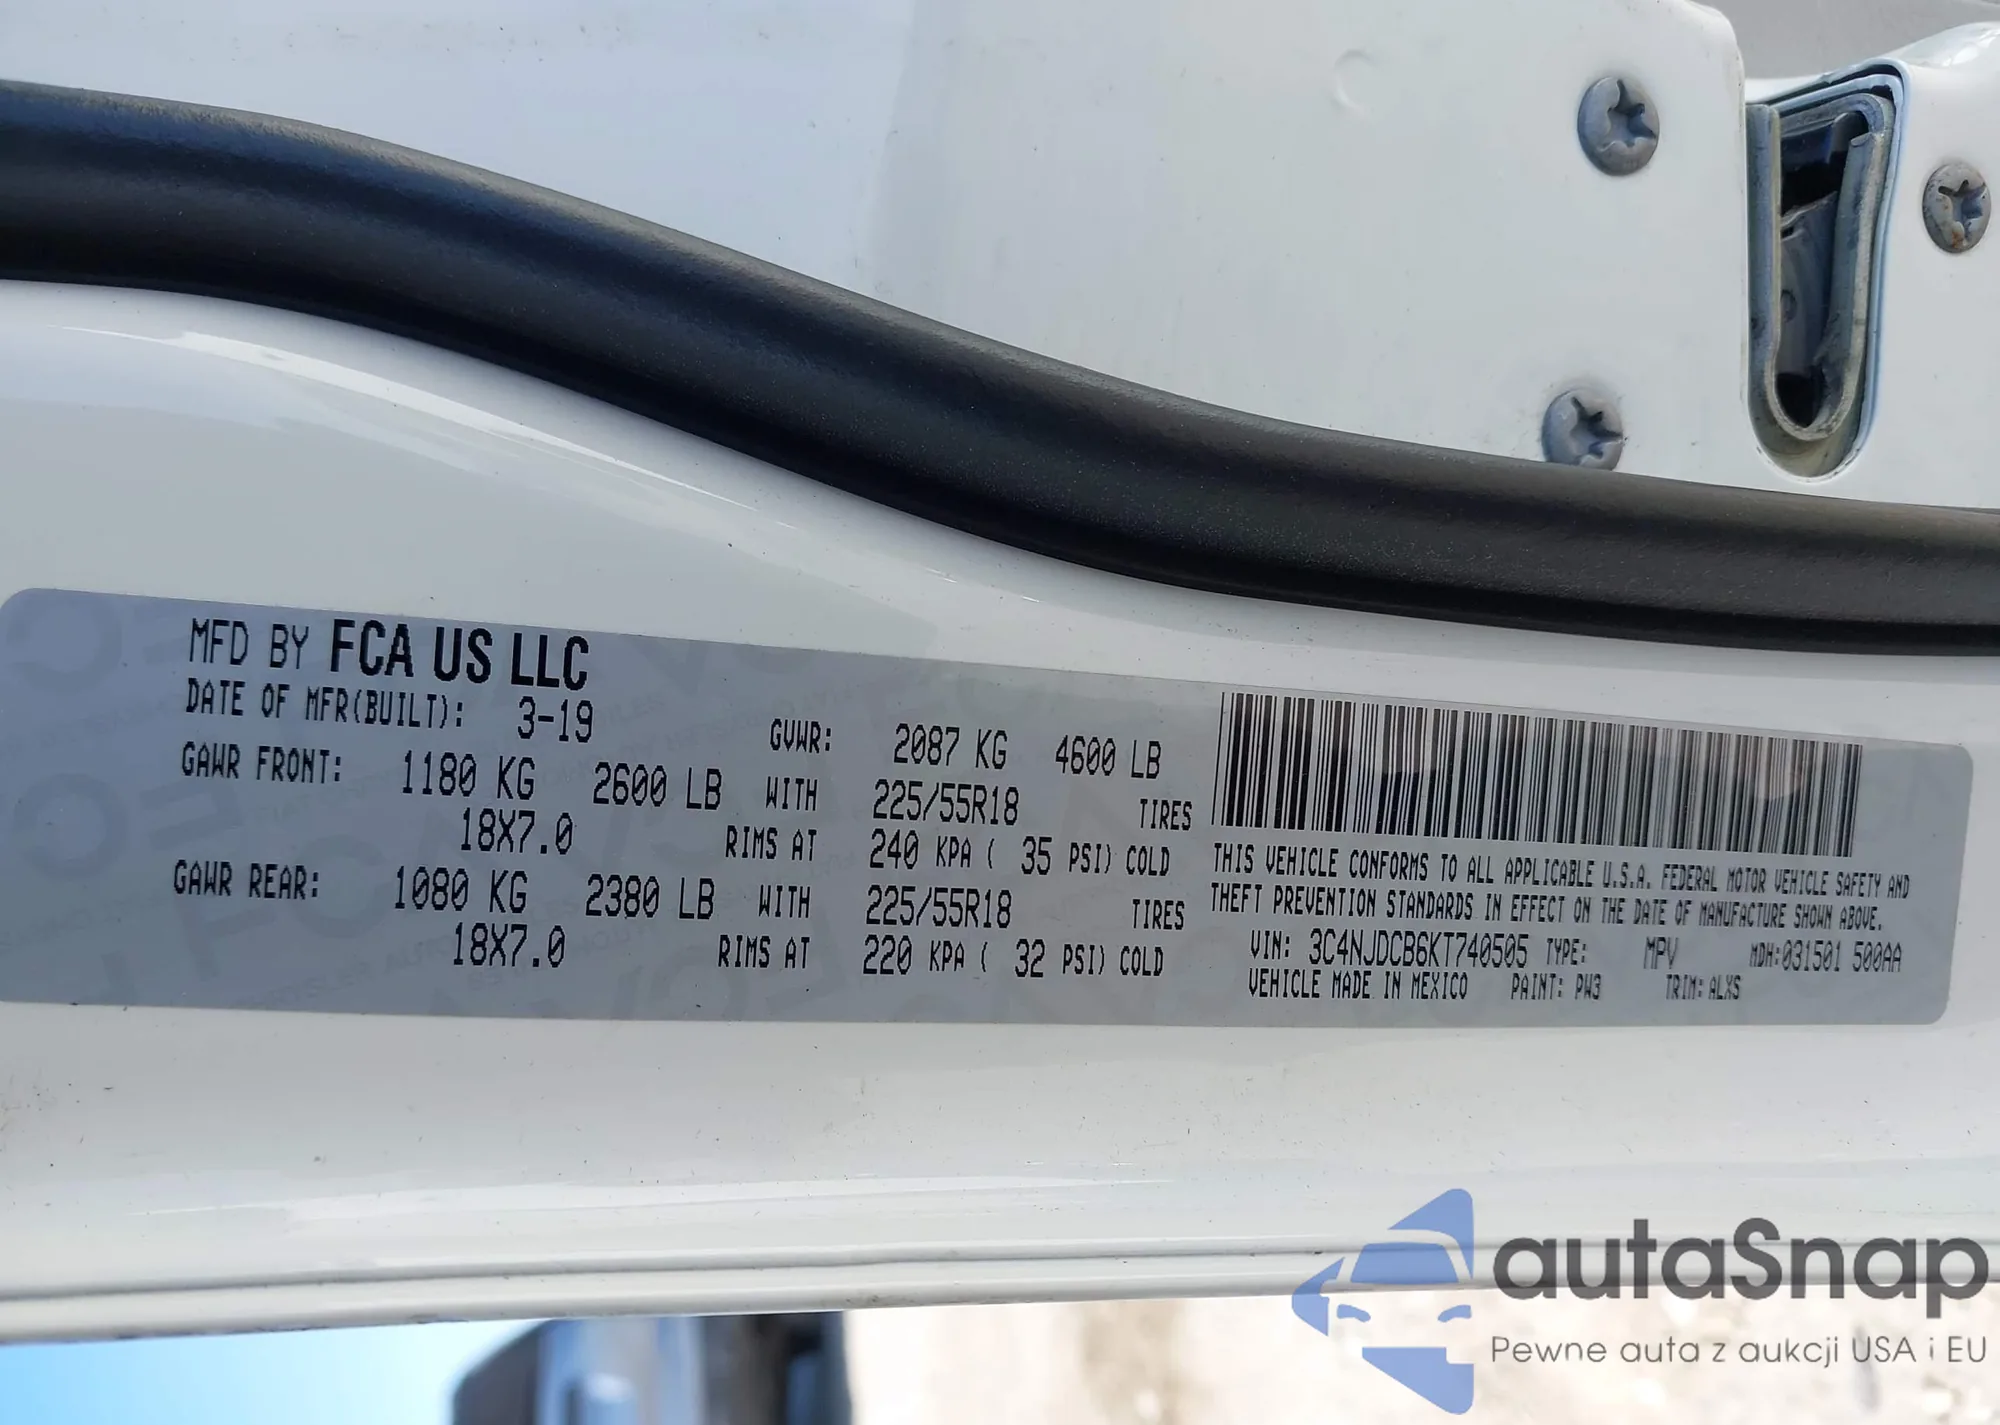 MFD BY FCA US LLC
DATE OF MFR(BUILT): 3-19 GVWR: 2087 KG 4600 LB
GAWR FRONT: 1180 KG 2600 LB WITH 225/55R18 TIRES
18X7.0 RIMS AT 240 KPA ( 35 PSI) COLD
GAWR REAR: 1080 KG 2380 LB WITH 225/55R18 TIRES
18X7.0 RIMS AT 220 KPA ( 32 PSI) COLD
THIS VEHICLE CONFORMS TO ALL APPLICABLE U.S.A. FEDERAL MOTOR VEHICLE SAFETY AND
THEFT PREVENTION STANDARDS IN EFFECT ON THE DATE OF MANUFACTURE SHOWN ABOVE.
VIN: 3C4NJDCB6KT740505 TYPE: MPV MDH:031501 500AA
VEHICLE MADE IN MEXICO PAINT: PW3 TRIM: ALXS
autoSnap
Pewne auta z aukcji USA i EU